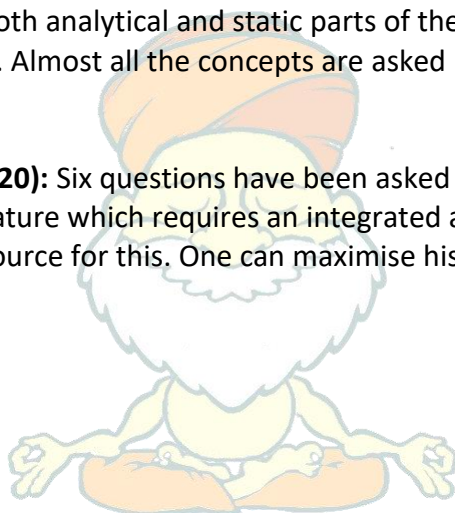 oth analytical and static parts of the
. Almost all the concepts are asked
20): Six questions have been asked
ature which requires an integrated a
ource for this. One can maximise his